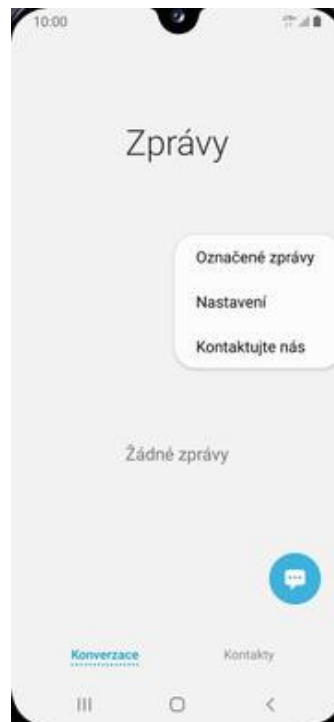 10:00
Zprávy
Označené zprávy
Nastavení
Kontaktujte nás
Žádné zprávy
Konverzace
Kontakty